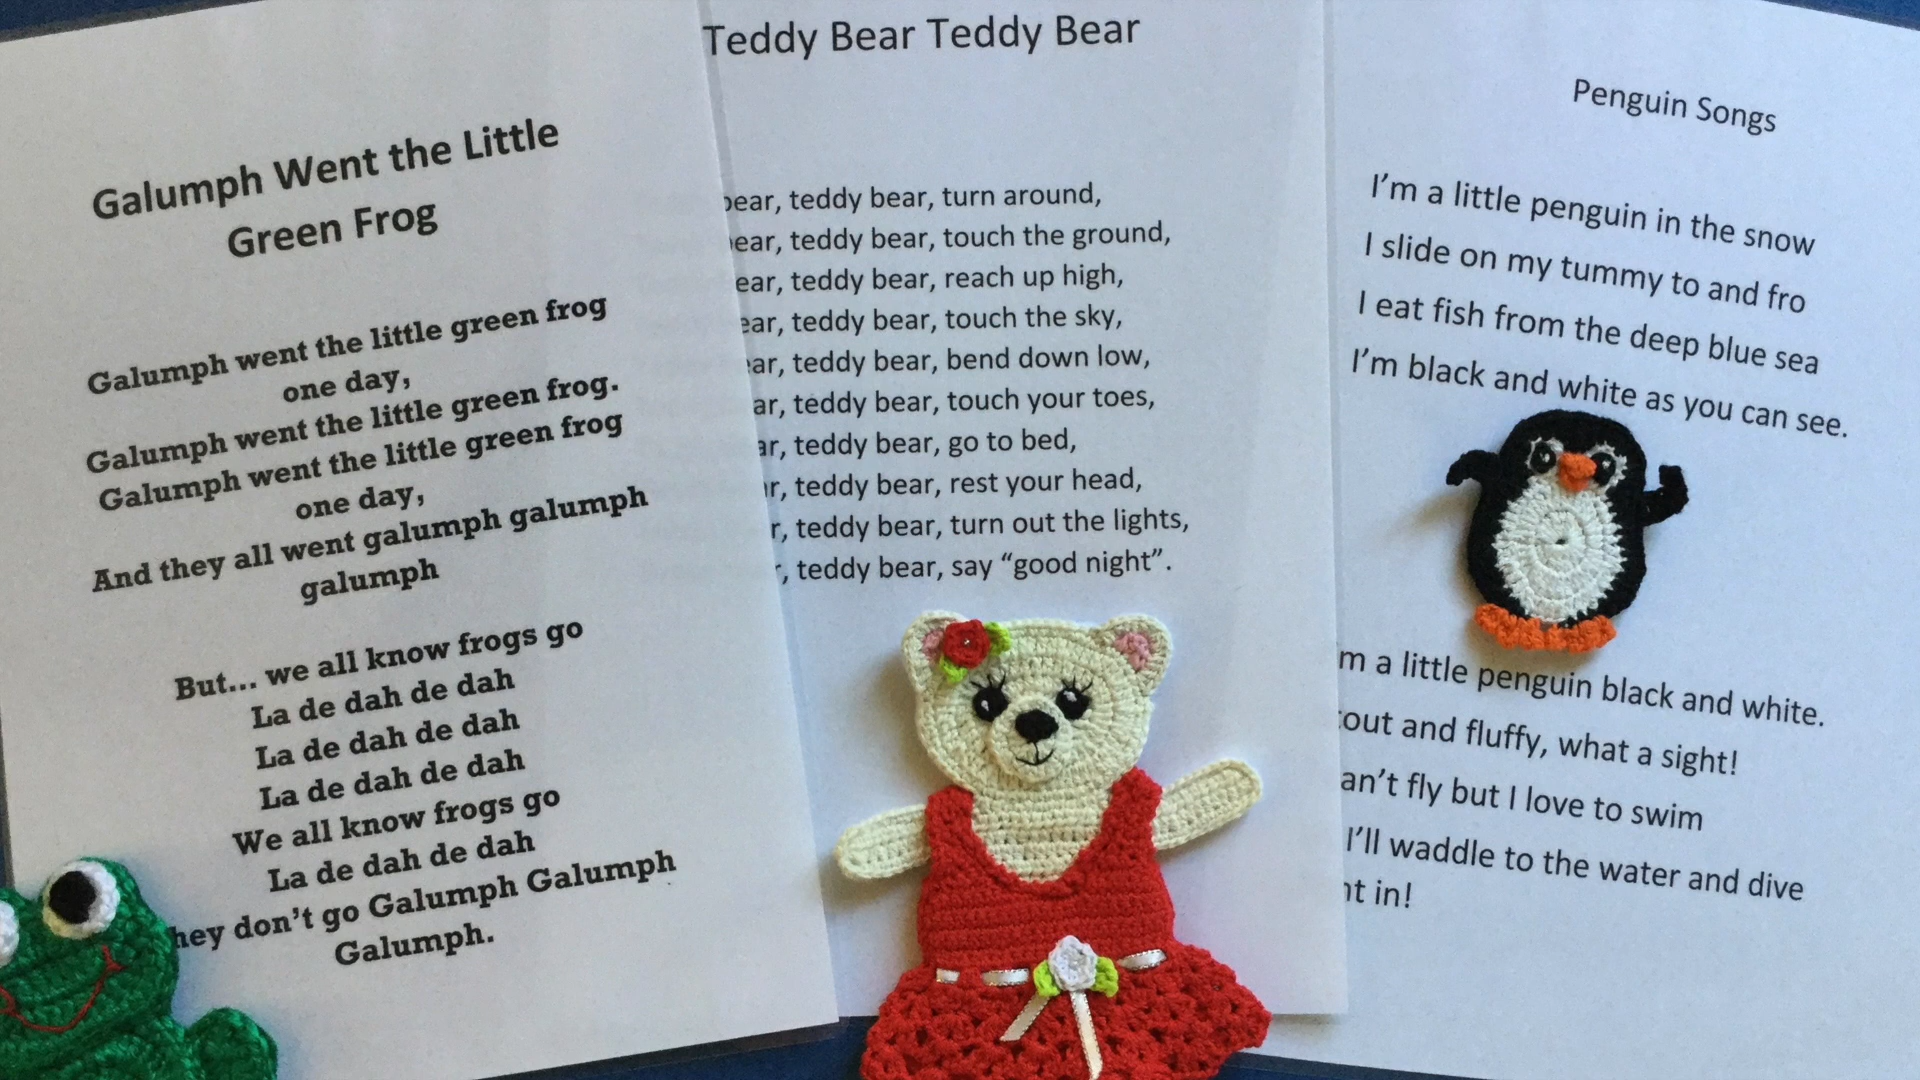 Galumph Went the Little
Green Frog
Galumph went the little green frog
one day,
Galumph went the little green frog.
Galumph went the little green frog
one day,
And they all went galumph galumph
galumph
But... we all know frogs go
La de dah de dah
La de dah de dah
La de dah de dah
We all know frogs go
La de dah de dah
hey don't go Galumph Galumph
Galumph.
Teddy Bear Teddy Bear
bear, teddy bear, turn around,
ear, teddy bear, touch the ground,
ear, teddy bear, reach up high,
ear, teddy bear, touch the sky,
ar, teddy bear, bend down low,
ar, teddy bear, touch your toes,
ar, teddy bear, go to bed,
r, teddy bear, rest your head,
r, teddy bear, turn out the lights,
, teddy bear, say “good night”.
Penguin Songs
I’m a little penguin in the snow
I slide on my tummy to and fro
I eat fish from the deep blue sea
I’m black and white as you can see.
’m a little penguin black and white.
out and fluffy, what a sight!
an’t fly but I love to swim
I’ll waddle to the water and dive
ht in!